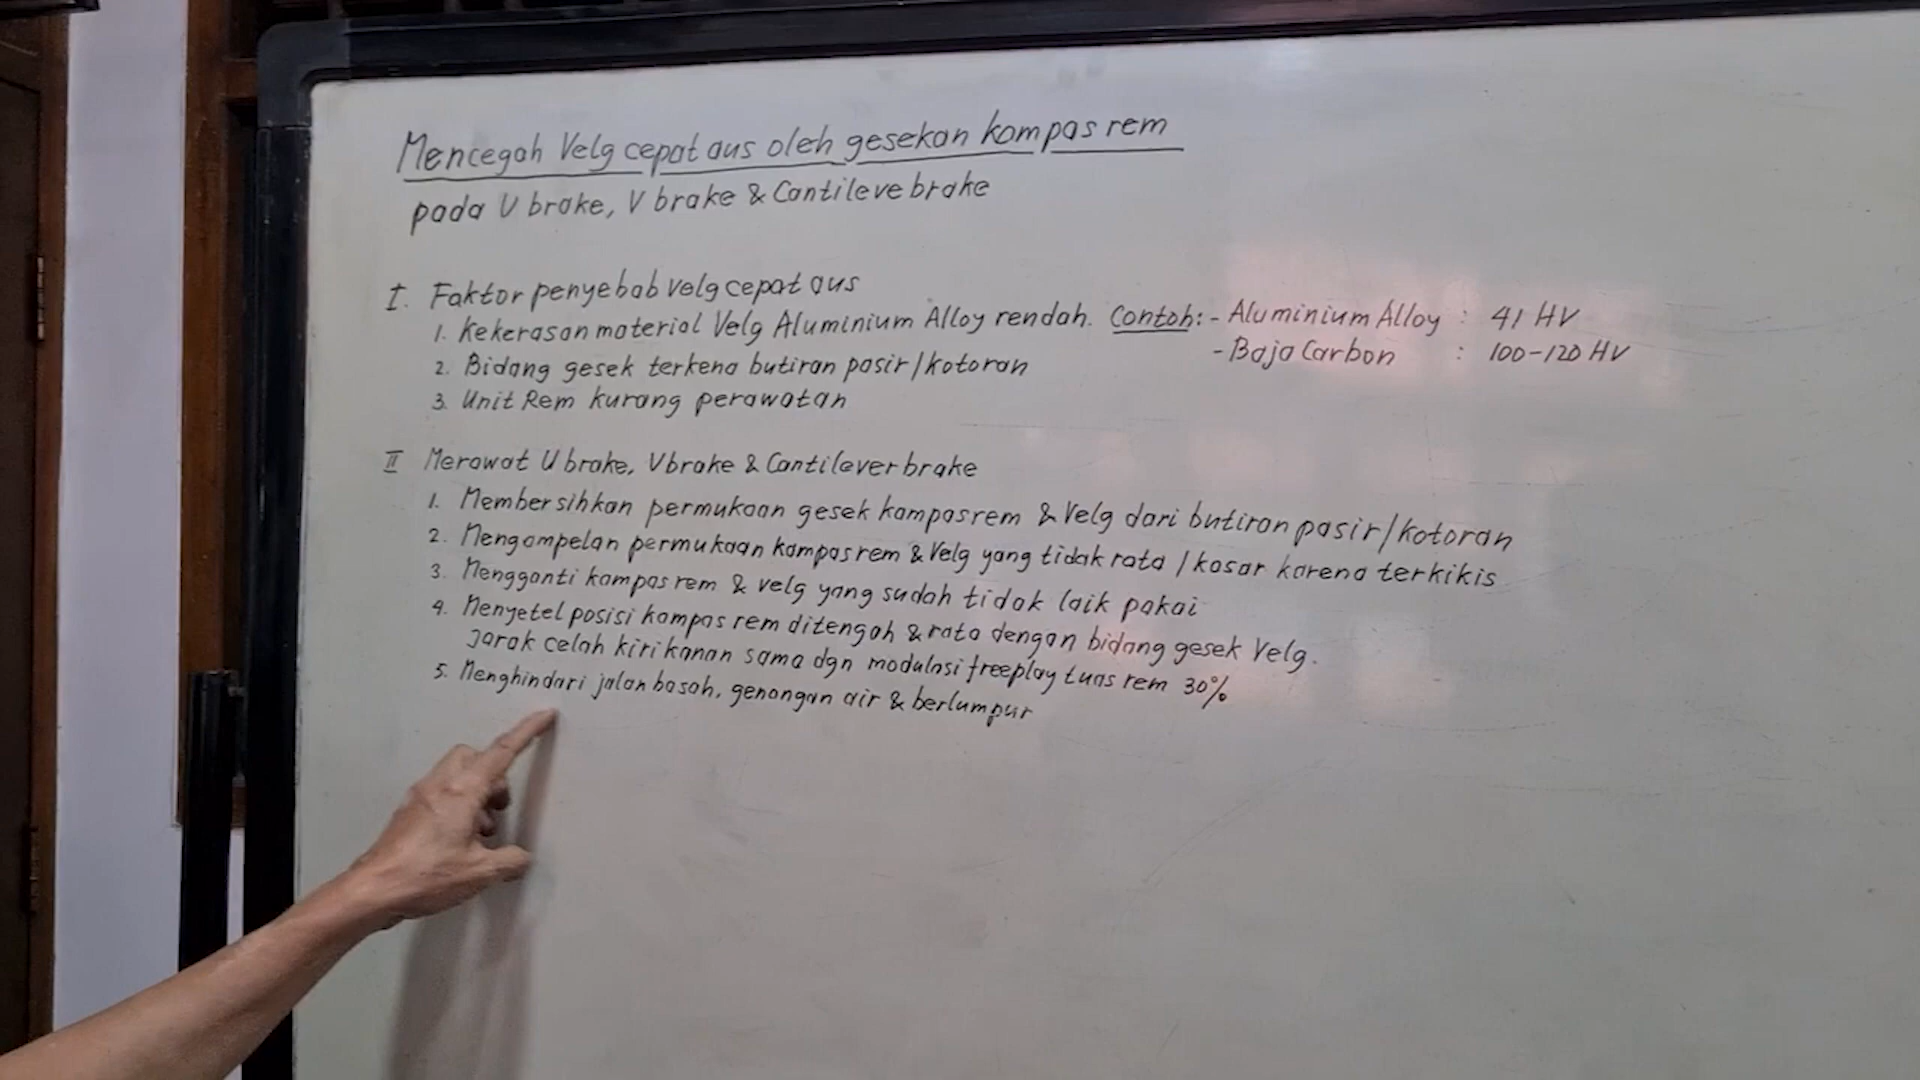 Mencegah Velg cepat aus oleh gesekan kampas rem
pada U brake, V brake & Cantileve brake
I. Faktor penyebab velg cepat aus
1. Kekerasan material Velg Aluminium Alloy rendah. Contoh: - Aluminium Alloy : 41 HV
- Baja Carbon : 100-120 HV
2. Bidang gesek terkena butiran pasir/kotoran
3. Unit Rem kurang perawatan
II Merawat U brake, V brake & Cantilever brake
1. Membersihkan permukaan gesek kampas rem & Velg dari butiran pasir/kotoran
2. Mengampelan permukaan kampas rem & Velg yang tidak rata / kasar karena terkikis
3. Mengganti kampas rem & velg yang sudah tidak laik pakai
4. Menyetel posisi kampas rem ditengah & rata dengan bidang gesek Velg.
Jarak celah kiri kanan sama dgn modulasi freeplay tuas rem 30%
5. Menghindari jalan basah, genangan air & berlumpur